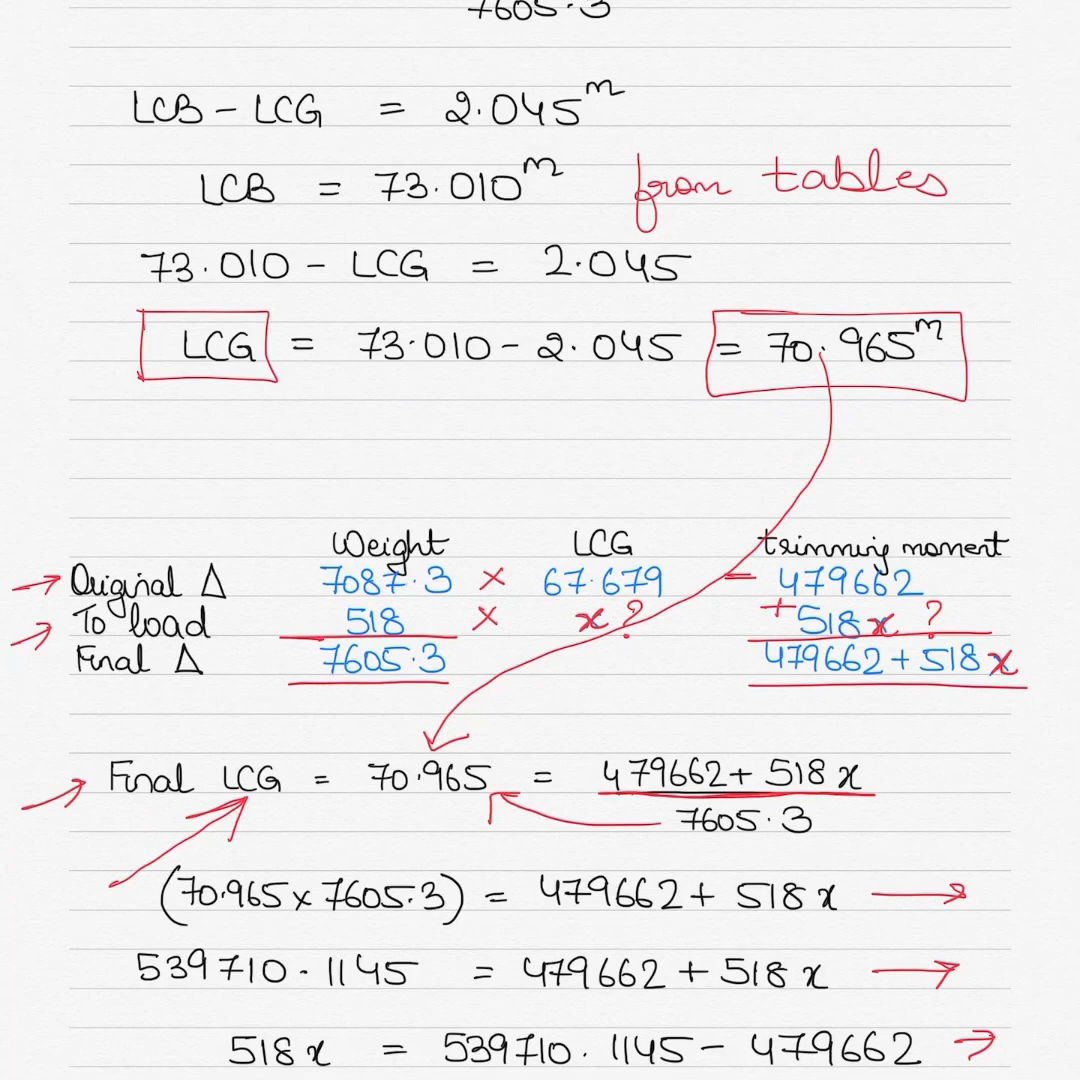 7605.3
LCB - LCG = 2.045ᵐ
LCB = 73.010ᵐ from tables
73.010 - LCG = 2.045
LCG = 73.010 - 2.045 = 70.965ᵐ
Weight LCG trimming moment
Original Δ 7087.3 × 67.679 = 479662
To load 518 × x? + 518x ?
Final Δ 7605.3 479662 + 518x
Final LCG = 70.965 = 479662 + 518x
7605.3
(70.965 × 7605.3) = 479662 + 518x
539710.1145 = 479662 + 518x
518x = 539710.1145 - 479662